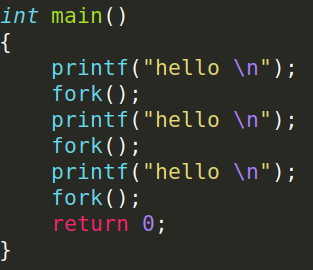 int main()
{
    printf("hello \n");
    fork();
    printf("hello \n");
    fork();
    printf("hello \n");
    fork();
    return 0;
}